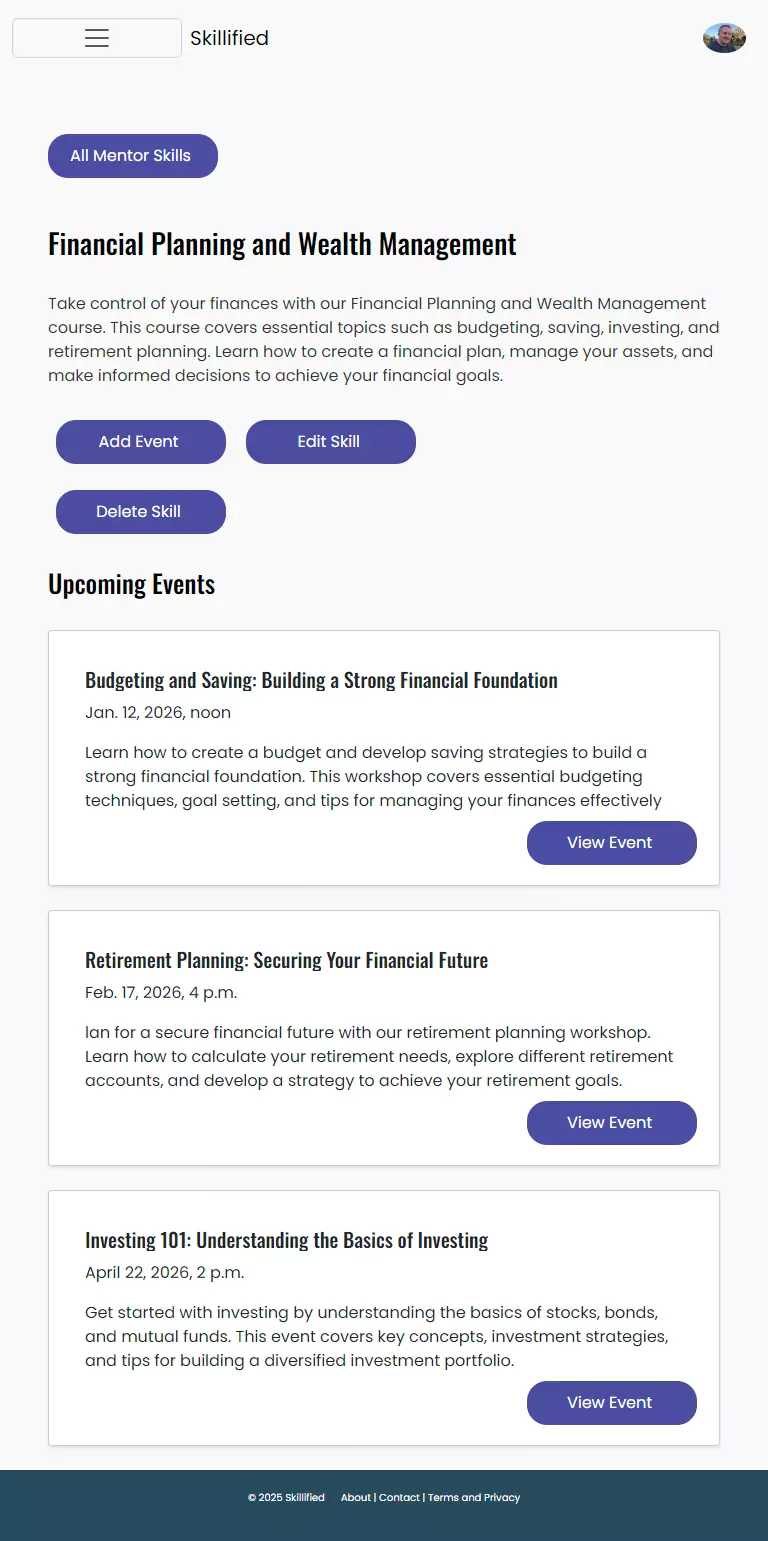 Skillified
All Mentor Skills
Financial Planning and Wealth Management
Take control of your finances with our Financial Planning and Wealth Management
course. This course covers essential topics such as budgeting, saving, investing, and
retirement planning. Learn how to create a financial plan, manage your assets, and
make informed decisions to achieve your financial goals.
Add Event Edit Skill
Delete Skill
Upcoming Events
Budgeting and Saving: Building a Strong Financial Foundation
Jan. 12, 2026, noon
Learn how to create a budget and develop saving strategies to build a
strong financial foundation. This workshop covers essential budgeting
techniques, goal setting, and tips for managing your finances effectively
View Event
Retirement Planning: Securing Your Financial Future
Feb. 17, 2026, 4 p.m.
lan for a secure financial future with our retirement planning workshop.
Learn how to calculate your retirement needs, explore different retirement
accounts, and develop a strategy to achieve your retirement goals.
View Event
Investing 101: Understanding the Basics of Investing
April 22, 2026, 2 p.m.
Get started with investing by understanding the basics of stocks, bonds,
and mutual funds. This event covers key concepts, investment strategies,
and tips for building a diversified investment portfolio.
View Event
© 2025 Skillified About | Contact | Terms and Privacy